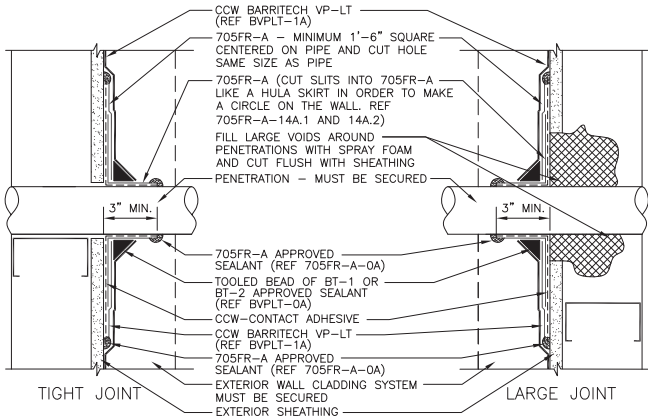 CCW BARRITECH VP-LT
(REF BVPLT-1A)
705FR-A - MINIMUM 1'-6" SQUARE
CENTERED ON PIPE AND CUT HOLE
SAME SIZE AS PIPE
705FR-A (CUT SLITS INTO 705FR-A
LIKE A HULA SKIRT IN ORDER TO MAKE
A CIRCLE ON THE WALL. REF
705FR-A-14A.1 AND 14A.2)
FILL LARGE VOIDS AROUND
PENETRATIONS WITH SPRAY FOAM
AND CUT FLUSH WITH SHEATHING
PENETRATION - MUST BE SECURED
3" MIN.
3" MIN.
705FR-A APPROVED
SEALANT (REF 705FR-A-0A)
TOOLED BEAD OF BT-1 OR
BT-2 APPROVED SEALANT
(REF BVPLT-0A)
CCW-CONTACT ADHESIVE
CCW BARRITECH VP-LT
(REF BVPLT-1A)
705FR-A APPROVED
SEALANT (REF 705FR-A-0A)
EXTERIOR WALL CLADDING SYSTEM
MUST BE SECURED
EXTERIOR SHEATHING
TIGHT JOINT
LARGE JOINT